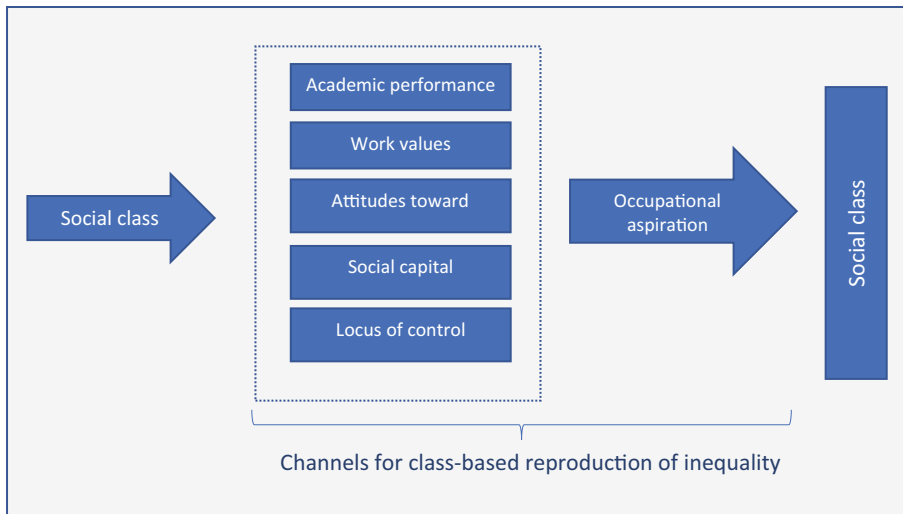 Social class
Academic performance
Work values
Attitudes toward
Social capital
Locus of control
Occupational
aspiration
Social class
Channels for class-based reproduction of inequality